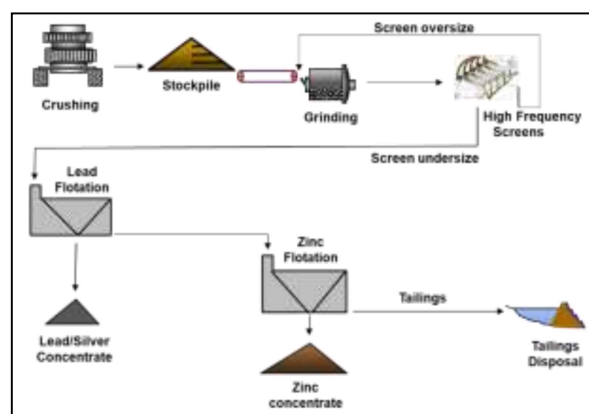 Screen oversize
Crushing
Stockpile
Grinding
High Frequency
Screens
Screen undersize
Lead
Flotation
Zinc
Flotation
Tailings
Lead/Silver
Concentrate
Zinc
concentrate
Tailings
Disposal